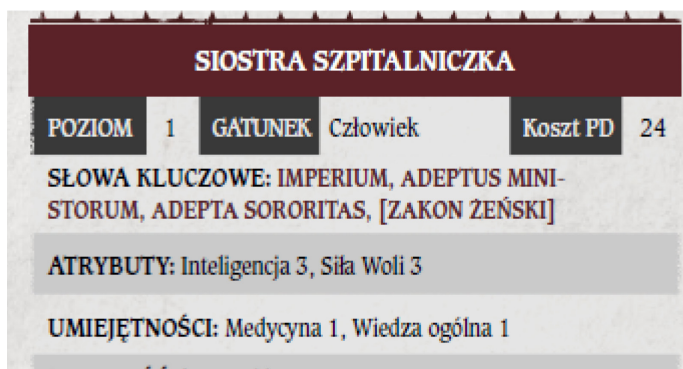 SIOSTRA SZPITALNICZKA
POZIOM 1 GATUNEK Człowiek Koszt PD 24
SŁOWA KLUCZOWE: IMPERIUM, ADEPTUS MINI-
STORUM, ADEPTA SORORITAS, [ZAKON ŻEŃSKI]
ATRYBUTY: Inteligencja 3, Siła Woli 3
UMIEJĘTNOŚCI: Medycyna 1, Wiedza ogólna 1